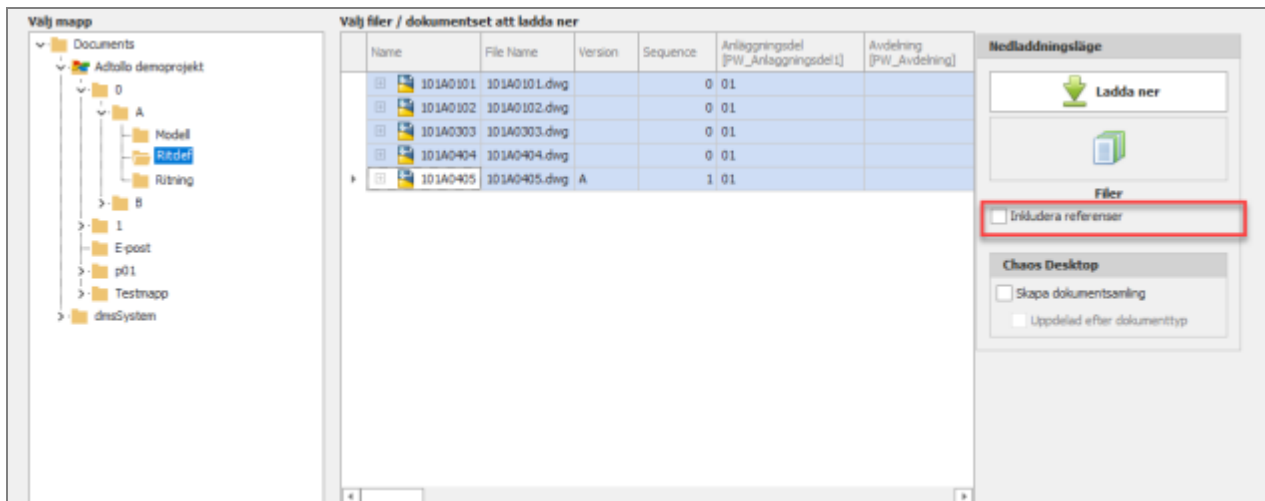 Välj mapp
Documents
Adtollo demoprojekt
0
A
Modell
Ritdef
Ritning
B
1
E-post
p01
Testmapp
dmsSystem
Välj filer / dokumentset att ladda ner
Name File Name Version Sequence Anläggningsdel [PW_Anlaggningsdel1] Avdelning [PW_Avdelning]
101A0101 101A0101.dwg 0 01
101A0102 101A0102.dwg 0 01
101A0303 101A0303.dwg 0 01
101A0404 101A0404.dwg 0 01
101A0405 101A0405.dwg A 1 01
Nedladdningsläge
Ladda ner
Filer
Inkludera referenser
Chaos Desktop
Skapa dokumentsamling
Uppdelad efter dokumenttyp